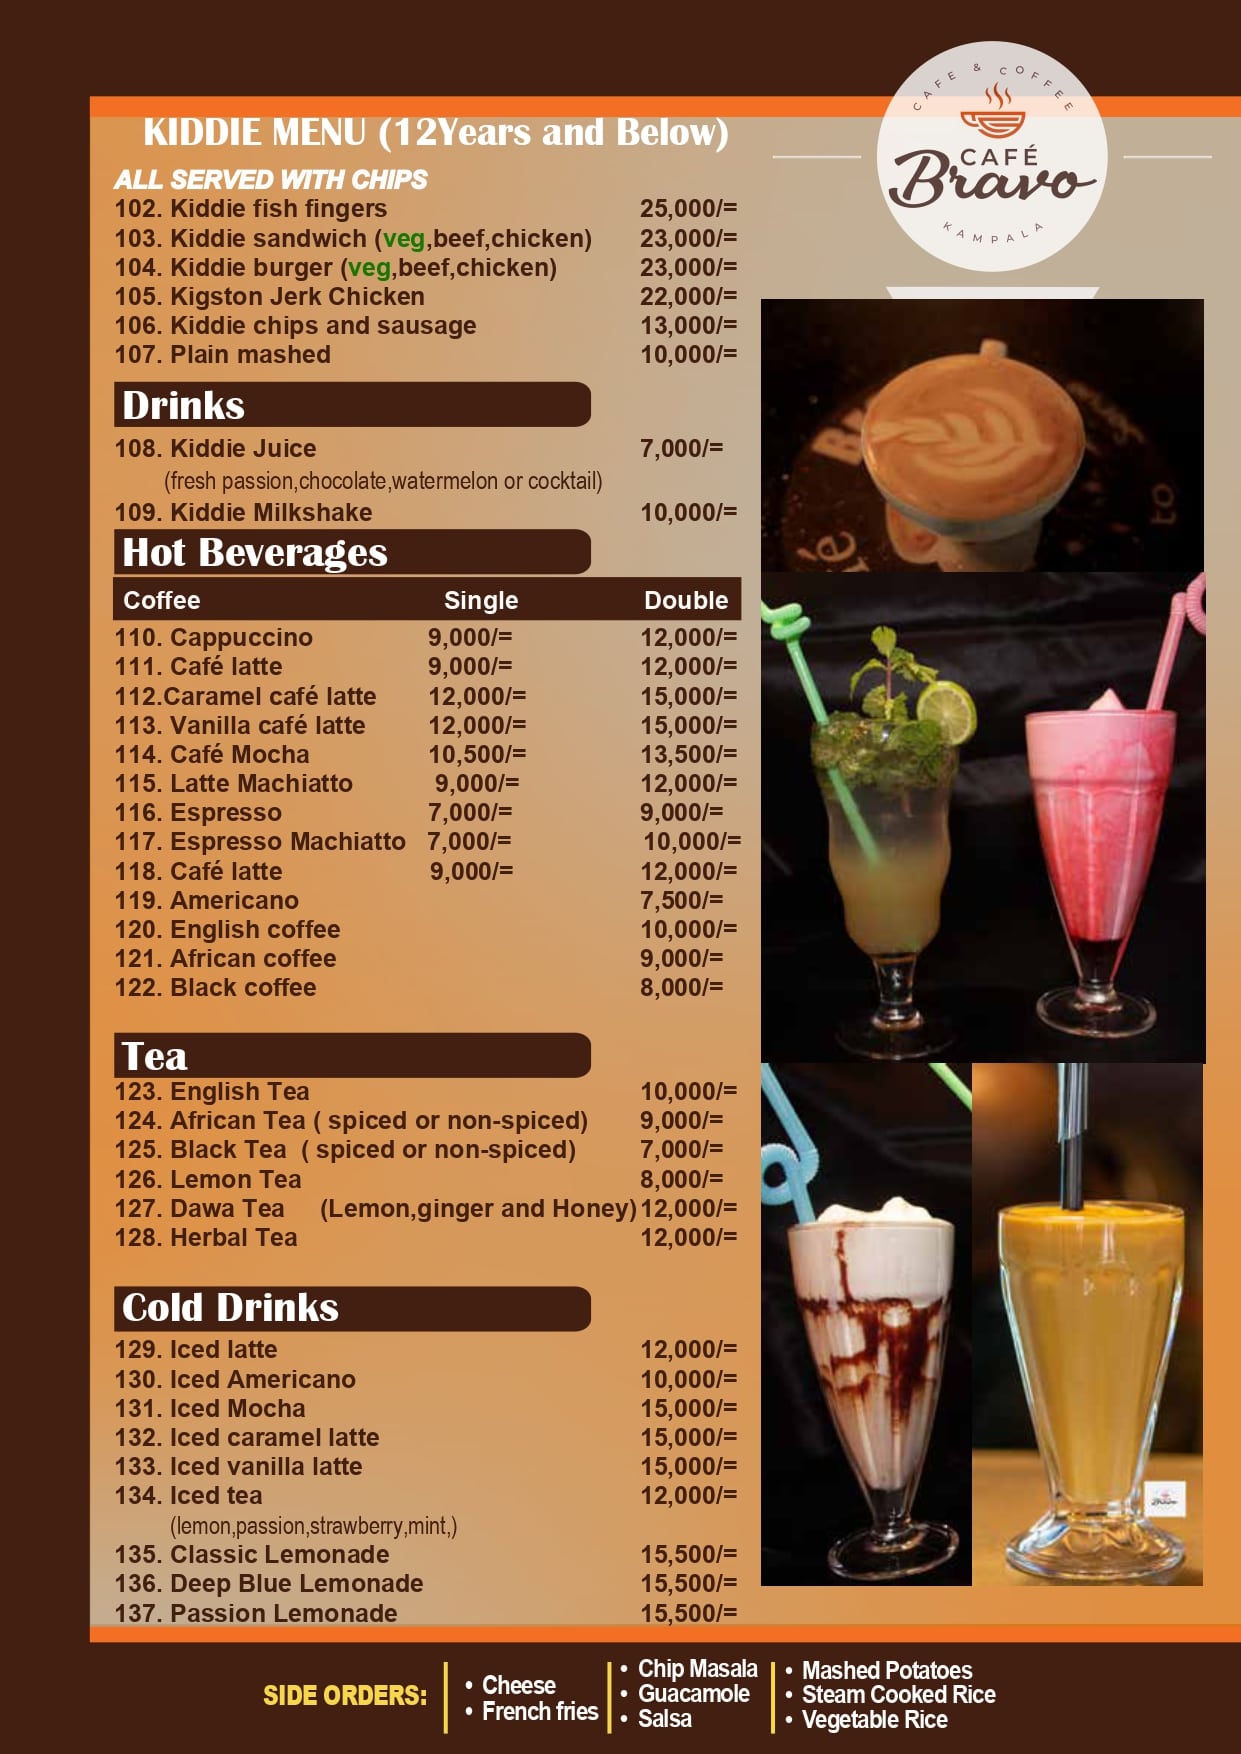 CAFE & COFFEE
CAFÉ
Bravo
KAMPALA
KIDDIE MENU (12Years and Below)
ALL SERVED WITH CHIPS
102. Kiddie fish fingers 25,000/=
103. Kiddie sandwich (veg,beef,chicken) 23,000/=
104. Kiddie burger (veg,beef,chicken) 23,000/=
105. Kigston Jerk Chicken 22,000/=
106. Kiddie chips and sausage 13,000/=
107. Plain mashed 10,000/=
Drinks
108. Kiddie Juice 7,000/=
(fresh passion,chocolate,watermelon or cocktail)
109. Kiddie Milkshake 10,000/=
Hot Beverages
Coffee Single Double
110. Cappuccino 9,000/= 12,000/=
111. Café latte 9,000/= 12,000/=
112.Caramel café latte 12,000/= 15,000/=
113. Vanilla café latte 12,000/= 15,000/=
114. Café Mocha 10,500/= 13,500/=
115. Latte Machiatto 9,000/= 12,000/=
116. Espresso 7,000/= 9,000/=
117. Espresso Machiatto 7,000/= 10,000/=
118. Café latte 9,000/= 12,000/=
119. Americano 7,500/=
120. English coffee 10,000/=
121. African coffee 9,000/=
122. Black coffee 8,000/=
Tea
123. English Tea 10,000/=
124. African Tea ( spiced or non-spiced) 9,000/=
125. Black Tea ( spiced or non-spiced) 7,000/=
126. Lemon Tea 8,000/=
127. Dawa Tea (Lemon,ginger and Honey) 12,000/=
128. Herbal Tea 12,000/=
Cold Drinks
129. Iced latte 12,000/=
130. Iced Americano 10,000/=
131. Iced Mocha 15,000/=
132. Iced caramel latte 15,000/=
133. Iced vanilla latte 15,000/=
134. Iced tea 12,000/=
(lemon,passion,strawberry,mint,)
135. Classic Lemonade 15,500/=
136. Deep Blue Lemonade 15,500/=
137. Passion Lemonade 15,500/=
Bravo
SIDE ORDERS:
• Cheese
• French fries
• Chip Masala
• Guacamole
• Salsa
• Mashed Potatoes
• Steam Cooked Rice
• Vegetable Rice